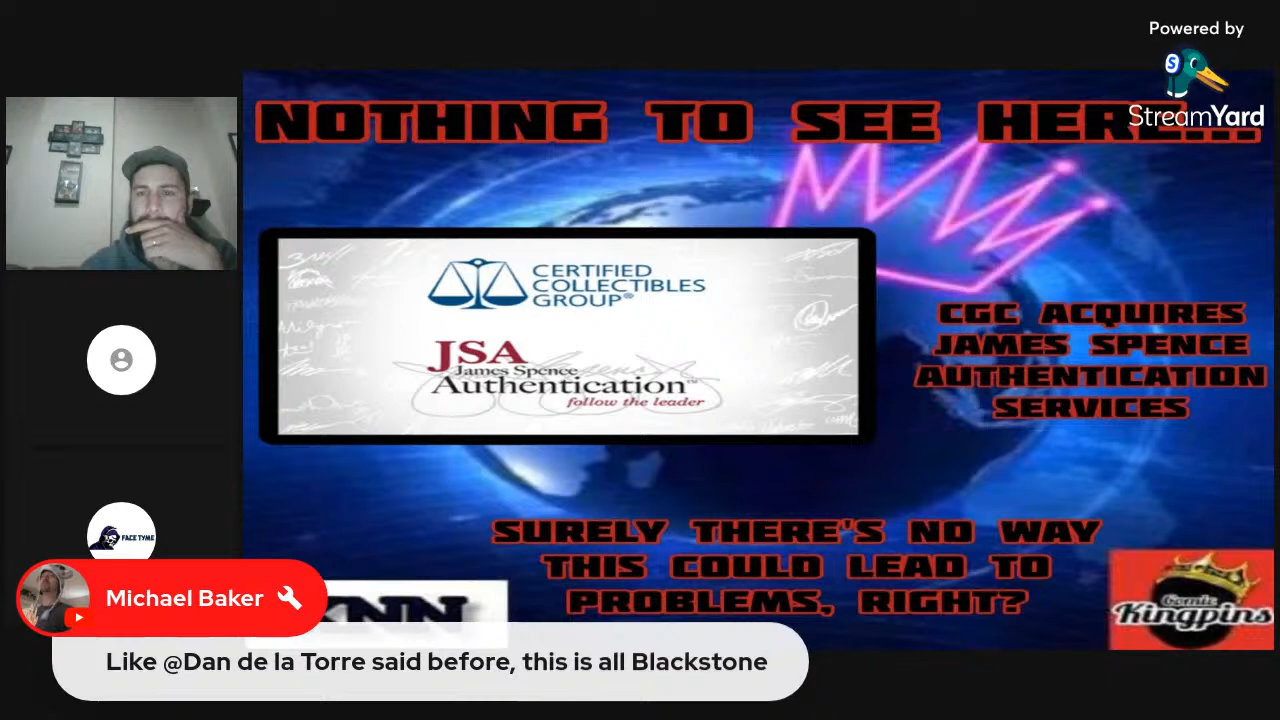 Powered by
S
StreamYard
NOTHING TO SEE HERE...
CERTIFIED
COLLECTIBLES
GROUP®
JSA
James Spence
Authentication™
follow the leader
CGC ACQUIRES
JAMES SPENCE
AUTHENTICATION
SERVICES
SURELY THERE'S NO WAY
THIS COULD LEAD TO
PROBLEMS, RIGHT?
FACE TYME
Comic
Kingpins
KNN
Michael Baker
Like @Dan de la Torre said before, this is all Blackstone